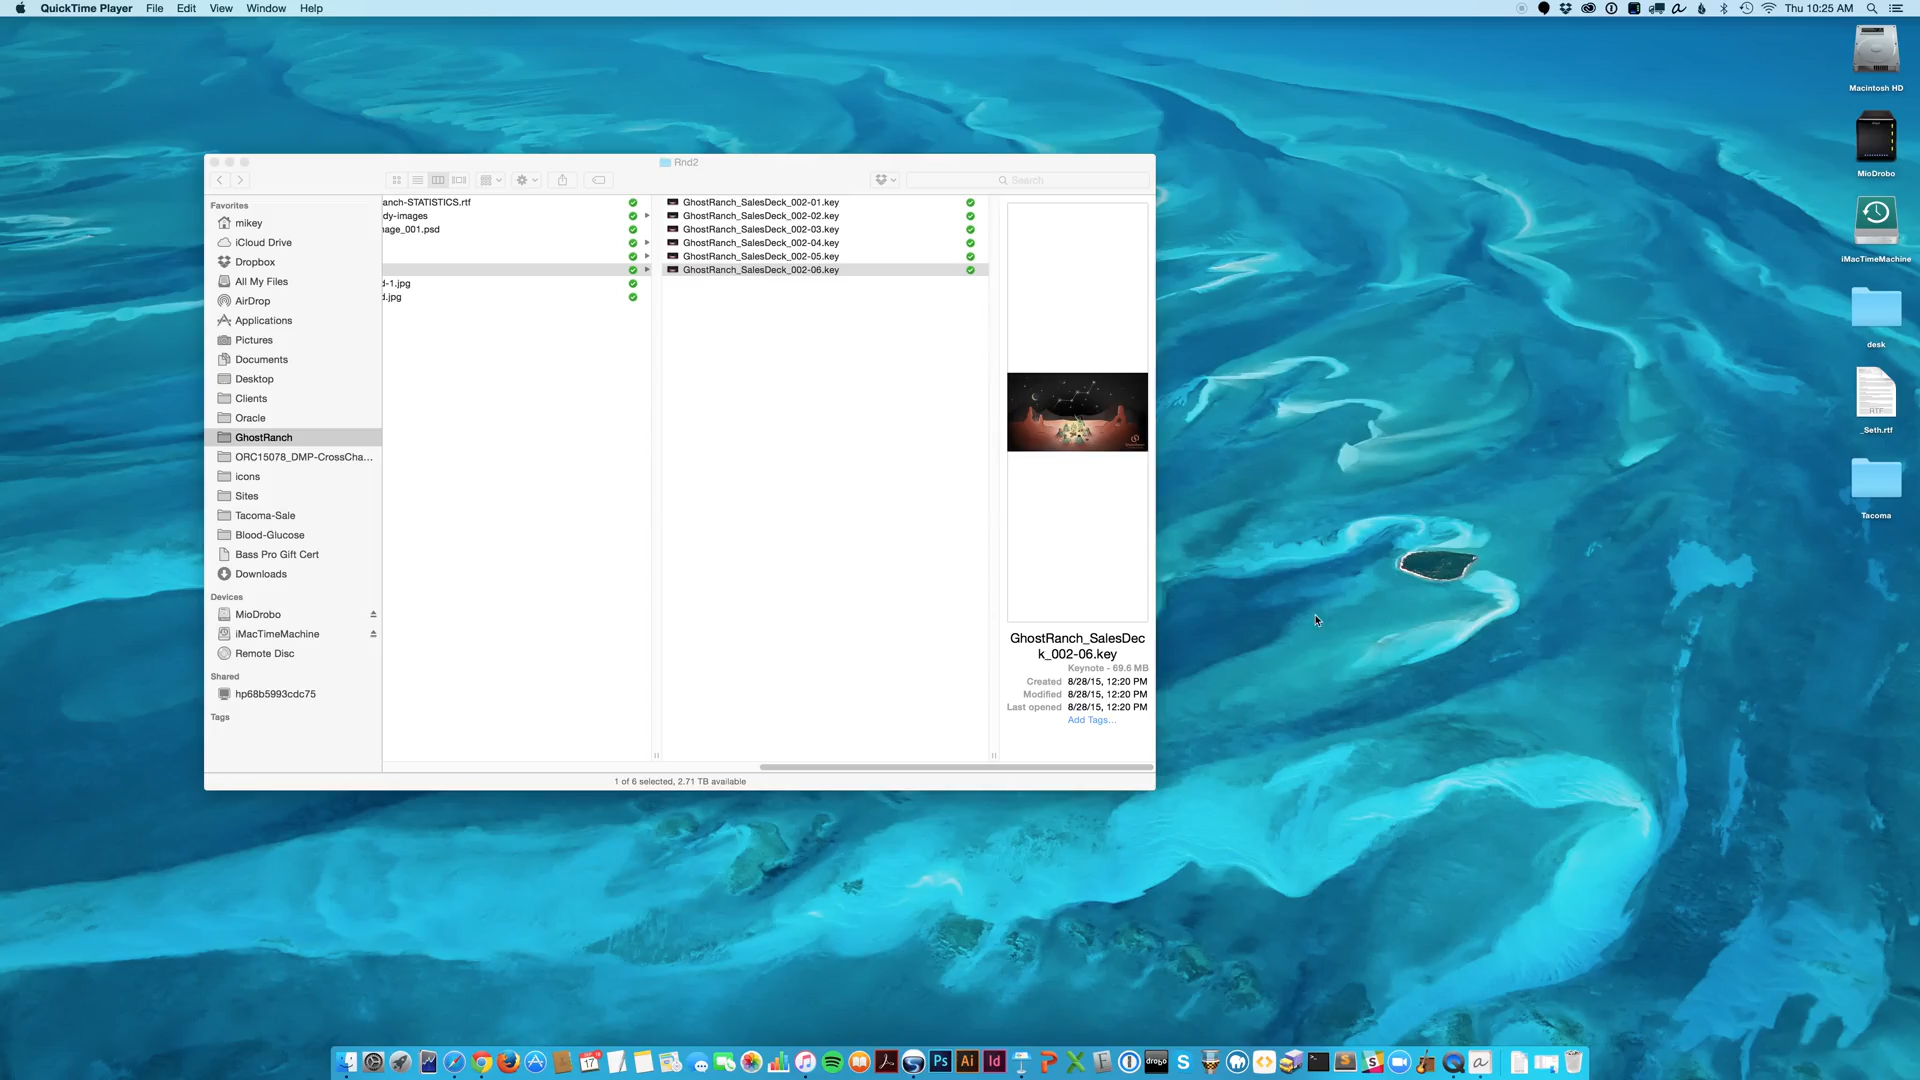 QuickTime Player File Edit View Window Help
Thu 10:25 AM
Macintosh HD
MioDrobo
iMacTimeMachine
desk
RTF
_Seth.rtf
Tacoma
Rnd2
Search
Favorites
mikey
iCloud Drive
Dropbox
All My Files
AirDrop
Applications
Pictures
Documents
Desktop
Clients
Oracle
GhostRanch
ORC15078_DMP-CrossCha...
icons
Sites
Tacoma-Sale
Blood-Glucose
Bass Pro Gift Cert
Downloads
Devices
MioDrobo
iMacTimeMachine
Remote Disc
Shared
hp68b5993cdc75
Tags
anch-STATISTICS.rtf
dy-images
age_001.psd
d-1.jpg
d.jpg
GhostRanch_SalesDeck_002-01.key
GhostRanch_SalesDeck_002-02.key
GhostRanch_SalesDeck_002-03.key
GhostRanch_SalesDeck_002-04.key
GhostRanch_SalesDeck_002-05.key
GhostRanch_SalesDeck_002-06.key
GhostRanch_SalesDec
k_002-06.key
Keynote - 69.6 MB
Created 8/28/15, 12:20 PM
Modified 8/28/15, 12:20 PM
Last opened 8/28/15, 12:20 PM
Add Tags...
1 of 6 selected, 2.71 TB available
17
Ps
Ai
Id
drobo